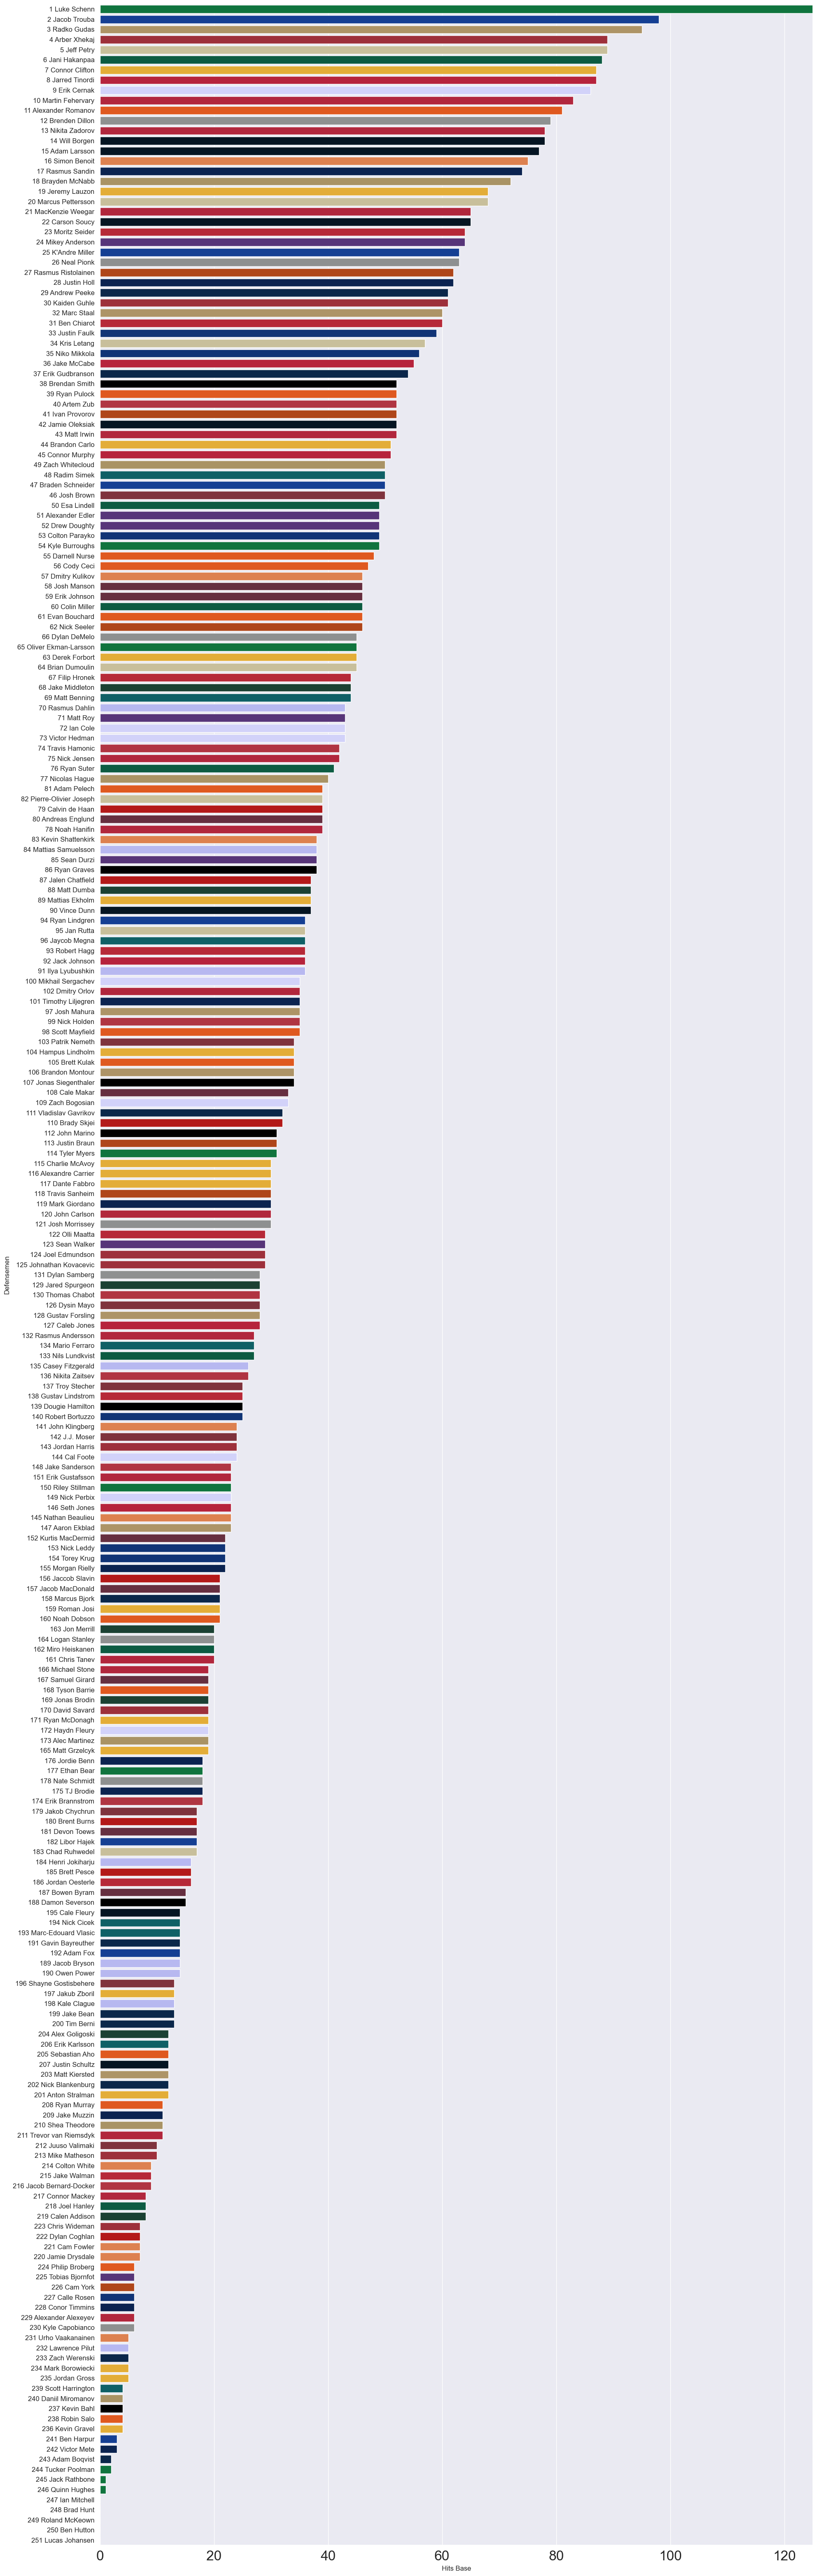 1 Luke Schenn
2 Jacob Trouba
3 Radko Gudas
4 Arber Xhekaj
5 Jeff Petry
6 Jani Hakanpaa
7 Connor Clifton
8 Jarred Tinordi
9 Erik Cernak
10 Martin Fehervary
11 Alexander Romanov
12 Brenden Dillon
13 Nikita Zadorov
14 Will Borgen
15 Adam Larsson
16 Simon Benoit
17 Rasmus Sandin
18 Brayden McNabb
19 Jeremy Lauzon
20 Marcus Pettersson
21 MacKenzie Weegar
22 Carson Soucy
23 Moritz Seider
24 Mikey Anderson
25 K'Andre Miller
26 Neal Pionk
27 Rasmus Ristolainen
28 Justin Holl
29 Andrew Peeke
30 Kaiden Guhle
32 Marc Staal
31 Ben Chiarot
33 Justin Faulk
34 Kris Letang
35 Niko Mikkola
36 Jake McCabe
37 Erik Gudbranson
38 Brendan Smith
39 Ryan Pulock
40 Artem Zub
41 Ivan Provorov
42 Jamie Oleksiak
43 Matt Irwin
44 Brandon Carlo
45 Connor Murphy
49 Zach Whitecloud
48 Radim Simek
47 Braden Schneider
46 Josh Brown
50 Esa Lindell
51 Alexander Edler
52 Drew Doughty
53 Colton Parayko
54 Kyle Burroughs
55 Darnell Nurse
56 Cody Ceci
57 Dmitry Kulikov
58 Josh Manson
59 Erik Johnson
60 Colin Miller
61 Evan Bouchard
62 Nick Seeler
66 Dylan DeMelo
65 Oliver Ekman-Larsson
63 Derek Forbort
64 Brian Dumoulin
67 Filip Hronek
68 Jake Middleton
69 Matt Benning
70 Rasmus Dahlin
71 Matt Roy
72 Ian Cole
73 Victor Hedman
74 Travis Hamonic
75 Nick Jensen
76 Ryan Suter
77 Nicolas Hague
81 Adam Pelech
82 Pierre-Olivier Joseph
79 Calvin de Haan
80 Andreas Englund
78 Noah Hanifin
83 Kevin Shattenkirk
84 Mattias Samuelsson
85 Sean Durzi
86 Ryan Graves
87 Jalen Chatfield
88 Matt Dumba
89 Mattias Ekholm
90 Vince Dunn
94 Ryan Lindgren
95 Jan Rutta
96 Jaycob Megna
93 Robert Hagg
92 Jack Johnson
91 Ilya Lyubushkin
100 Mikhail Sergachev
102 Dmitry Orlov
101 Timothy Liljegren
97 Josh Mahura
99 Nick Holden
98 Scott Mayfield
103 Patrik Nemeth
104 Hampus Lindholm
105 Brett Kulak
106 Brandon Montour
107 Jonas Siegenthaler
108 Cale Makar
109 Zach Bogosian
111 Vladislav Gavrikov
110 Brady Skjei
112 John Marino
113 Justin Braun
114 Tyler Myers
115 Charlie McAvoy
116 Alexandre Carrier
117 Dante Fabbro
118 Travis Sanheim
119 Mark Giordano
120 John Carlson
121 Josh Morrissey
122 Olli Maatta
123 Sean Walker
124 Joel Edmundson
125 Johnathan Kovacevic
131 Dylan Samberg
129 Jared Spurgeon
130 Thomas Chabot
126 Dysin Mayo
128 Gustav Forsling
127 Caleb Jones
132 Rasmus Andersson
134 Mario Ferraro
133 Nils Lundkvist
135 Casey Fitzgerald
136 Nikita Zaitsev
137 Troy Stecher
138 Gustav Lindstrom
139 Dougie Hamilton
140 Robert Bortuzzo
141 John Klingberg
142 J.J. Moser
143 Jordan Harris
144 Cal Foote
148 Jake Sanderson
151 Erik Gustafsson
150 Riley Stillman
149 Nick Perbix
146 Seth Jones
145 Nathan Beaulieu
147 Aaron Ekblad
152 Kurtis MacDermid
153 Nick Leddy
154 Torey Krug
155 Morgan Rielly
156 Jaccob Slavin
157 Jacob MacDonald
158 Marcus Bjork
159 Roman Josi
160 Noah Dobson
163 Jon Merrill
164 Logan Stanley
162 Miro Heiskanen
161 Chris Tanev
166 Michael Stone
167 Samuel Girard
168 Tyson Barrie
169 Jonas Brodin
170 David Savard
171 Ryan McDonagh
172 Haydn Fleury
173 Alec Martinez
165 Matt Grzelcyk
176 Jordie Benn
177 Ethan Bear
178 Nate Schmidt
175 TJ Brodie
174 Erik Brannstrom
179 Jakob Chychrun
180 Brent Burns
181 Devon Toews
182 Libor Hajek
183 Chad Ruhwedel
184 Henri Jokiharju
185 Brett Pesce
186 Jordan Oesterle
187 Bowen Byram
188 Damon Severson
195 Cale Fleury
194 Nick Cicek
193 Marc-Edouard Vlasic
191 Gavin Bayreuther
192 Adam Fox
189 Jacob Bryson
190 Owen Power
196 Shayne Gostisbehere
197 Jakub Zboril
198 Kale Clague
199 Jake Bean
200 Tim Berni
204 Alex Goligoski
206 Erik Karlsson
205 Sebastian Aho
207 Justin Schultz
203 Matt Kiersted
202 Nick Blankenburg
201 Anton Stralman
208 Ryan Murray
209 Jake Muzzin
210 Shea Theodore
211 Trevor van Riemsdyk
212 Juuso Valimaki
213 Mike Matheson
214 Colton White
215 Jake Walman
216 Jacob Bernard-Docker
217 Connor Mackey
218 Joel Hanley
219 Calen Addison
223 Chris Wideman
222 Dylan Coghlan
221 Cam Fowler
220 Jamie Drysdale
224 Philip Broberg
225 Tobias Bjornfot
226 Cam York
227 Calle Rosen
228 Conor Timmins
229 Alexander Alexeyev
230 Kyle Capobianco
231 Urho Vaakanainen
232 Lawrence Pilut
233 Zach Werenski
234 Mark Borowiecki
235 Jordan Gross
239 Scott Harrington
240 Daniil Miromanov
237 Kevin Bahl
238 Robin Salo
236 Kevin Gravel
241 Ben Harpur
242 Victor Mete
243 Adam Boqvist
244 Tucker Poolman
245 Jack Rathbone
246 Quinn Hughes
247 Ian Mitchell
248 Brad Hunt
249 Roland McKeown
250 Ben Hutton
251 Lucas Johansen
Defensemen
0 20 40 60 80 100 120
Hits Base